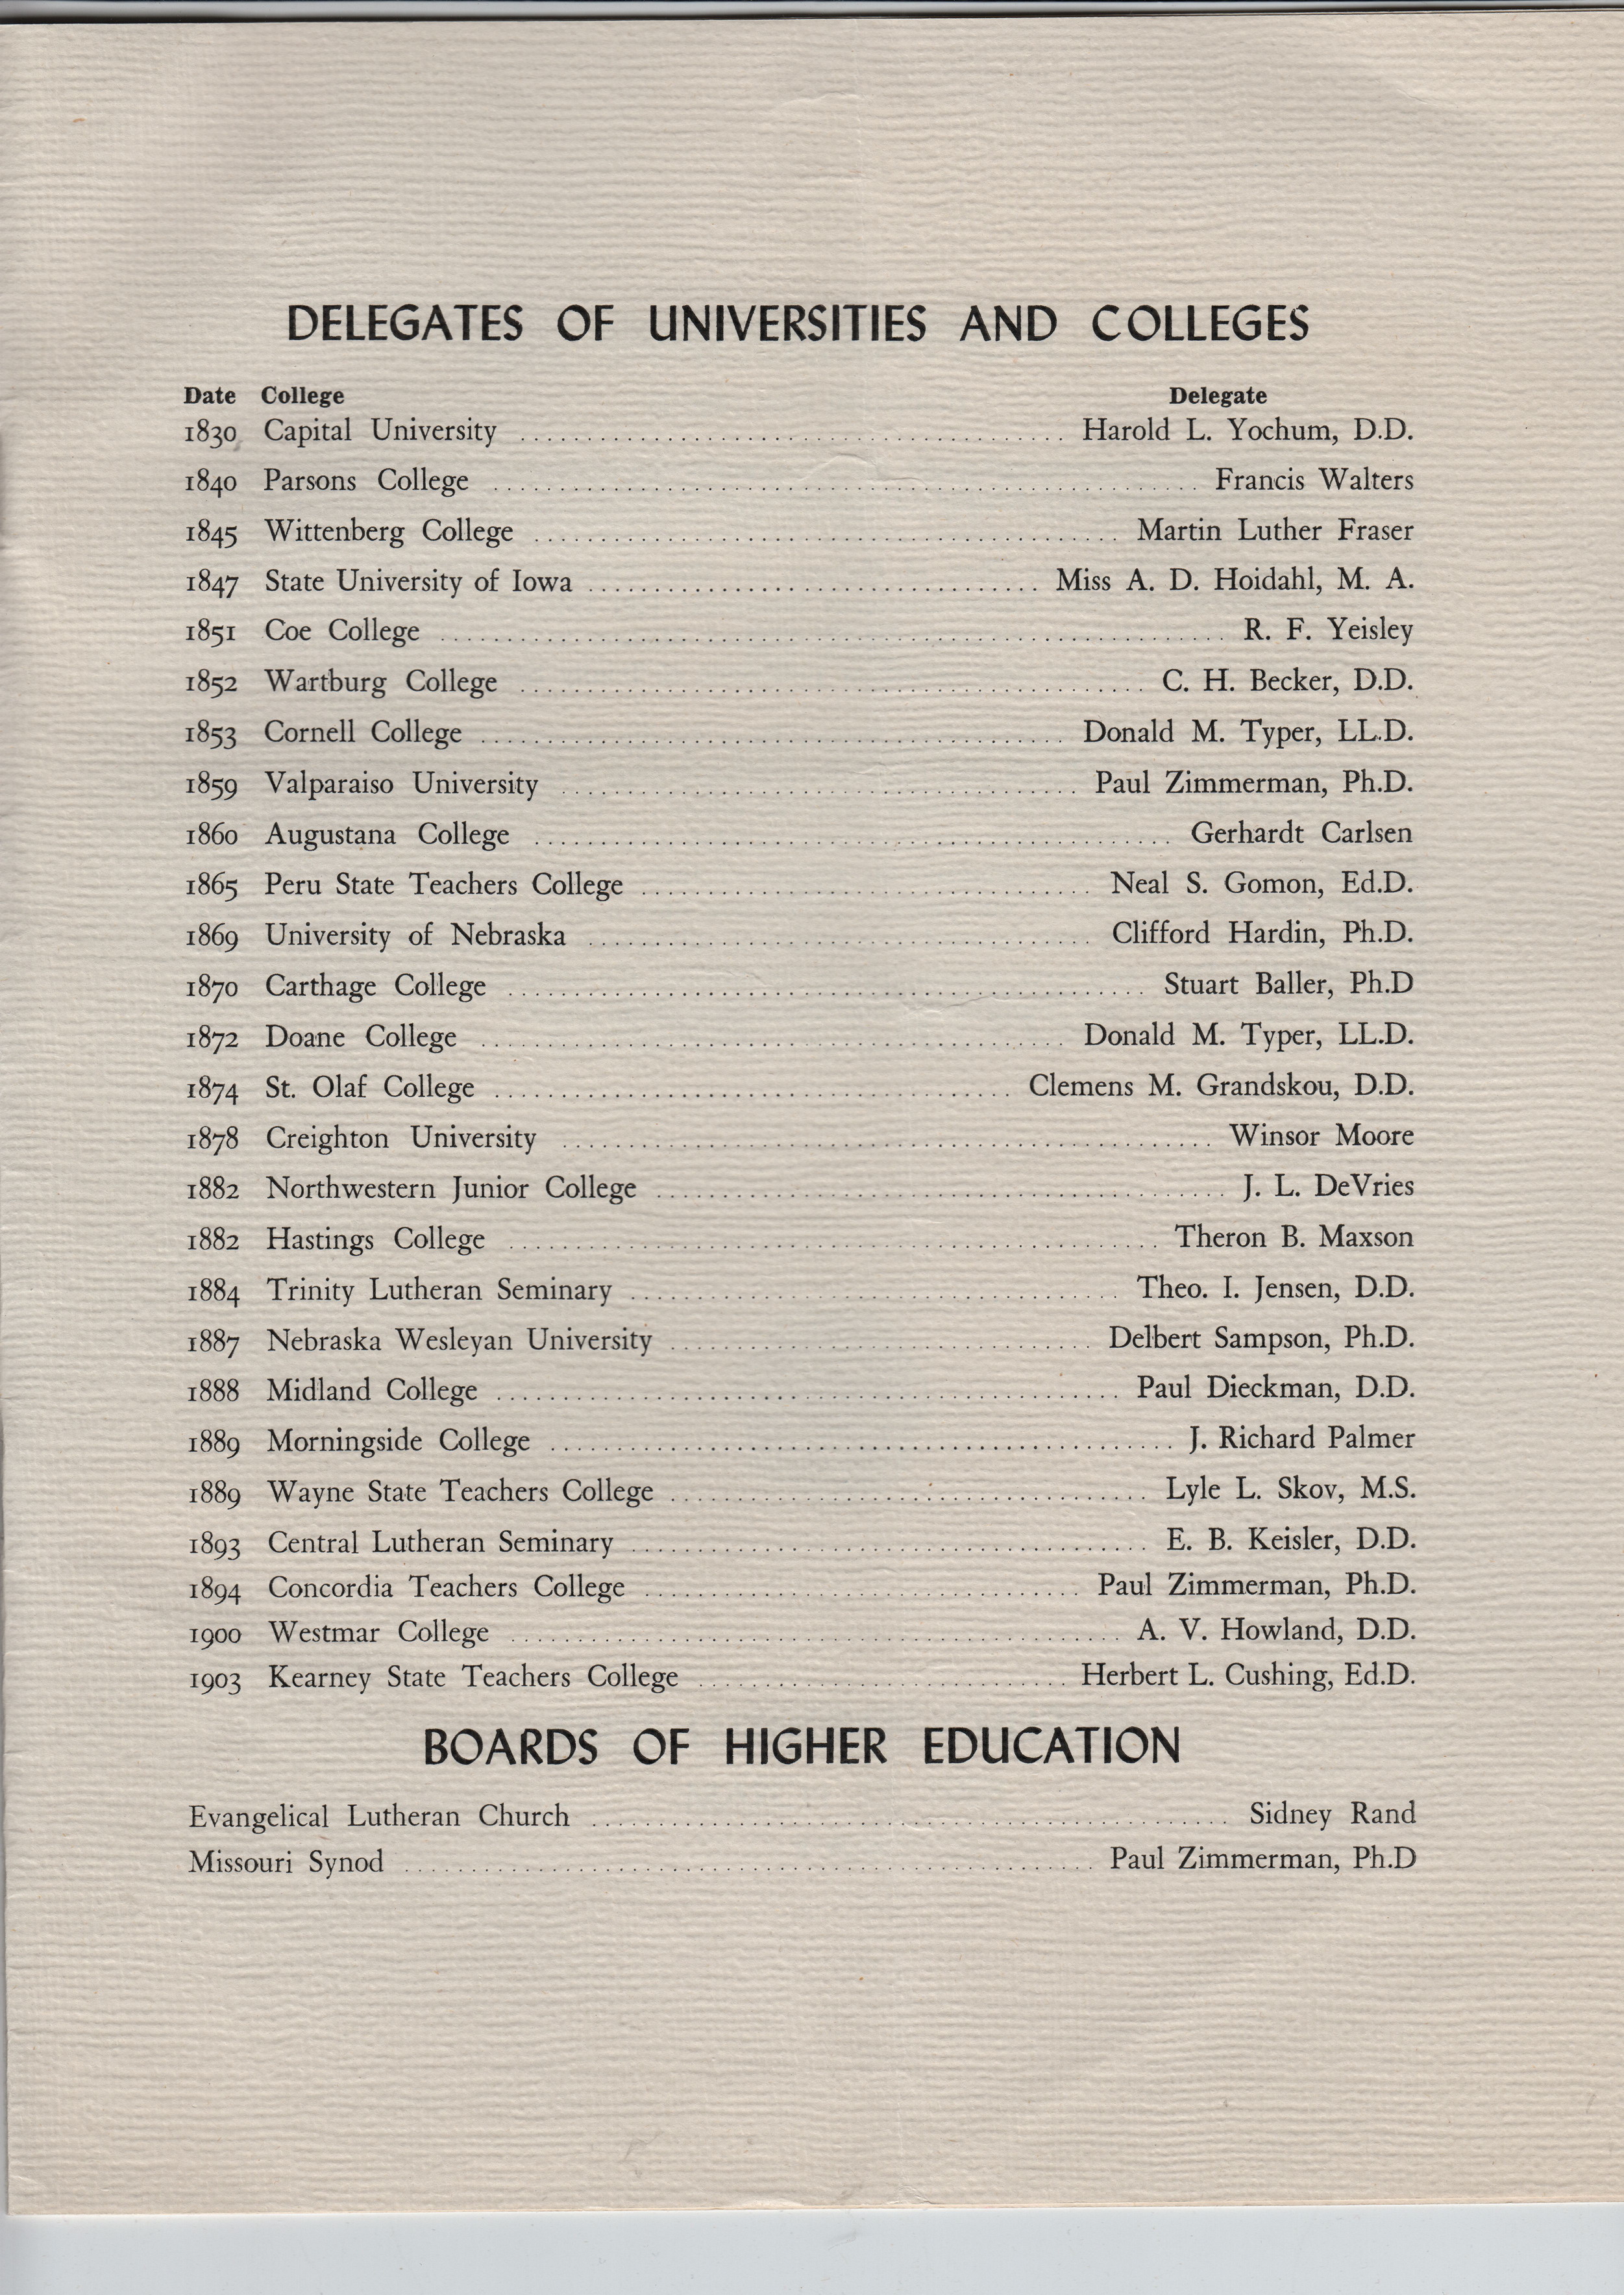 DELEGATES OF UNIVERSITIES AND COLLEGES
Date College Delegate
1830 Capital University ........ Harold L. Yochum, D.D.
1840 Parsons College ........ Francis Walters
1845 Wittenberg College ........ Martin Luther Fraser
1847 State University of Iowa ........ Miss A. D. Hoidahl, M. A.
1851 Coe College ........ R. F. Yeisley
1852 Wartburg College ........ C. H. Becker, D.D.
1853 Cornell College ........ Donald M. Typer, LL.D.
1859 Valparaiso University ........ Paul Zimmerman, Ph.D.
1860 Augustana College ........ Gerhardt Carlsen
1865 Peru State Teachers College ........ Neal S. Gomon, Ed.D.
1869 University of Nebraska ........ Clifford Hardin, Ph.D.
1870 Carthage College ........ Stuart Baller, Ph.D
1872 Doane College ........ Donald M. Typer, LL.D.
1874 St. Olaf College ........ Clemens M. Grandskou, D.D.
1878 Creighton University ........ Winsor Moore
1882 Northwestern Junior College ........ J. L. DeVries
1882 Hastings College ........ Theron B. Maxson
1884 Trinity Lutheran Seminary ........ Theo. I. Jensen, D.D.
1887 Nebraska Wesleyan University ........ Delbert Sampson, Ph.D.
1888 Midland College ........ Paul Dieckman, D.D.
1889 Morningside College ........ J. Richard Palmer
1889 Wayne State Teachers College ........ Lyle L. Skov, M.S.
1893 Central Lutheran Seminary ........ E. B. Keisler, D.D.
1894 Concordia Teachers College ........ Paul Zimmerman, Ph.D.
1900 Westmar College ........ A. V. Howland, D.D.
1903 Kearney State Teachers College ........ Herbert L. Cushing, Ed.D.
BOARDS OF HIGHER EDUCATION
Evangelical Lutheran Church ........ Sidney Rand
Missouri Synod ........ Paul Zimmerman, Ph.D